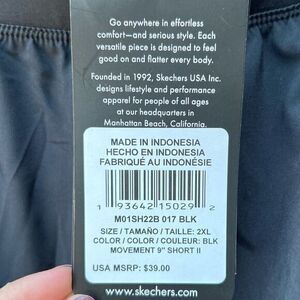 Go anywhere in effortless
comfort—and serious style. Each
versatile piece is designed to feel
good on and flatter every body.
Founded in 1992, Skechers USA Inc.
designs lifestyle and performance
apparel for people of all ages
at our headquarters in
Manhattan Beach, California.
MADE IN INDONESIA
HECHO EN INDONESIA
FABRIQUÉ AU INDONÉSIE
1 93642 15029 2
M01SH22B 017 BLK
SIZE / TAMAÑO / TAILLE: 2XL
COLOR / COLOR / COULEUR: BLK
MOVEMENT 9" SHORT II
USA MSRP: $39.00
www.skechers.com